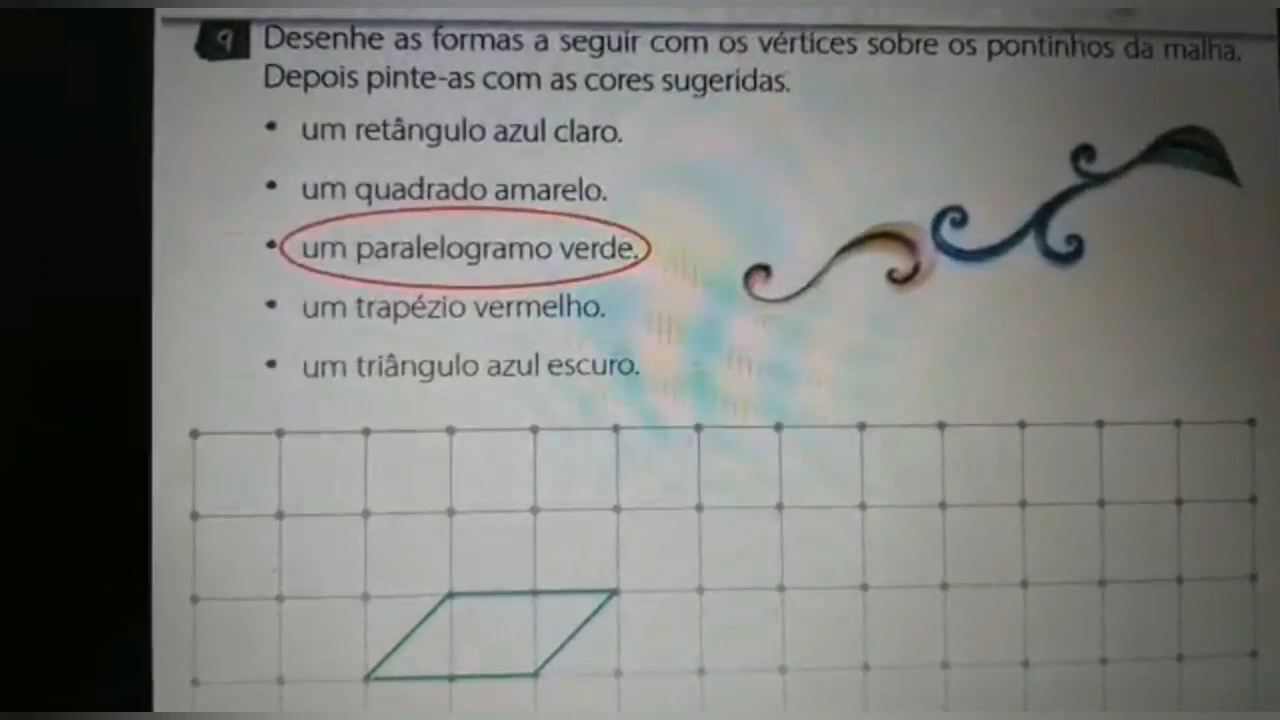 9 Desenhe as formas a seguir com os vértices sobre os pontinhos da malha.
Depois pinte-as com as cores sugeridas.
• um retângulo azul claro.
• um quadrado amarelo.
• um paralelogramo verde.
• um trapézio vermelho.
• um triângulo azul escuro.